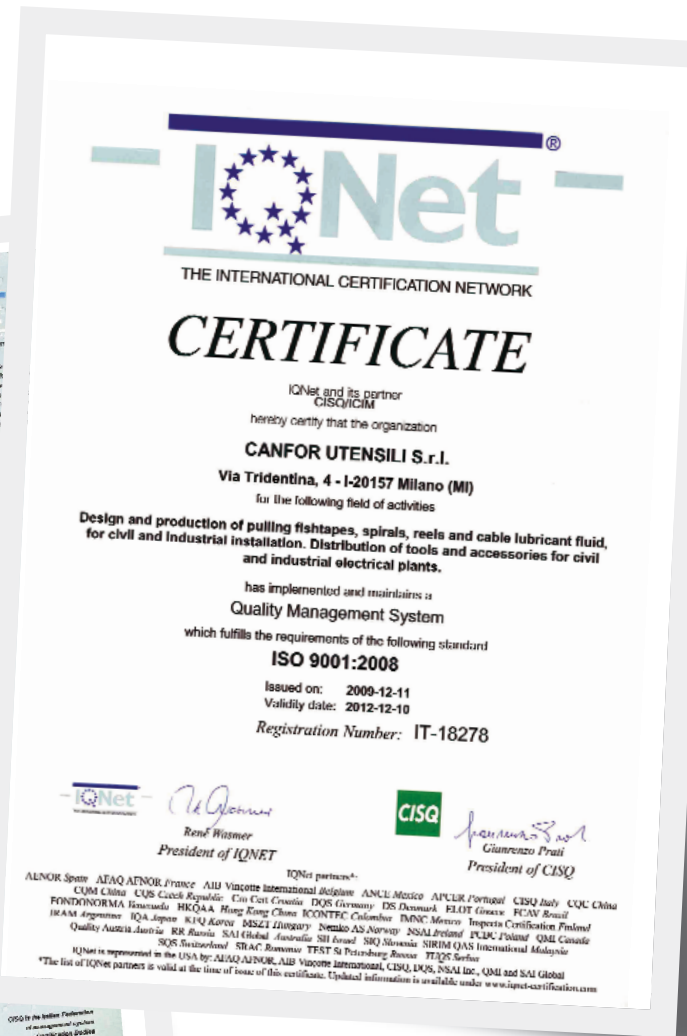 IQNet ®
THE INTERNATIONAL CERTIFICATION NETWORK
CERTIFICATE
IQNet and its partner
CISQ/ICIM
hereby certify that the organization
CANFOR UTENSILI S.r.l.
Via Tridentina, 4 - I-20157 Milano (MI)
for the following field of activities
Design and production of pulling fishtapes, spirals, reels and cable lubricant fluid,
for civil and industrial installation. Distribution of tools and accessories for civil
and industrial electrical plants.
has implemented and maintains a
Quality Management System
which fulfills the requirements of the following standard
ISO 9001:2008
Issued on: 2009-12-11
Validity date: 2012-12-10
Registration Number: IT-18278
IQNet
CISQ
René Wasmer
President of IQNET
Gianrenzo Prati
President of CISQ
IQNet partners*:
AENOR Spain AFAQ AFNOR France AIB Vinçotte International Belgium ANCE Mexico APCER Portugal CISQ Italy CQC China
CQM China CQS Czech Republic Cro Cert Croatia DQS Germany DS Denmark ELOT Greece FCAV Brazil
FONDONORMA Venezuela HKQAA Hong Kong China ICONTEC Colombia IMNC Mexico Inspecta Certification Finland
IRAM Argentina JQA Japan KFQ Korea MSZT Hungary Nemko AS Norway NSAI Ireland PCBC Poland QMI Canada
Quality Austria Austria RR Russia SAI Global Australia SII Israel SIQ Slovenia SIRIM QAS International Malaysia
SQS Switzerland SRAC Romania TEST St Petersburg Russia YUQS Serbia
IQNet is represented in the USA by: AFAQ AFNOR, AIB Vinçotte International, CISQ, DQS, NSAI Inc., QMI and SAI Global
*The list of IQNet partners is valid at the time of issue of this certificate. Updated information is available under www.iqnet-certification.com
CISQ is the Italian Federation
of management system